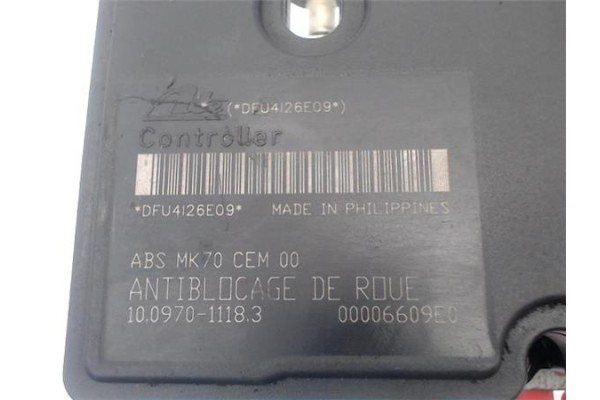 (*DFU4I26E09*)
Controller
*DFU4I26E09* MADE IN PHILIPPINES
ABS MK70 CEM 00
ANTIBLOCAGE DE ROUE
10.0970-1118.3 00006609E0